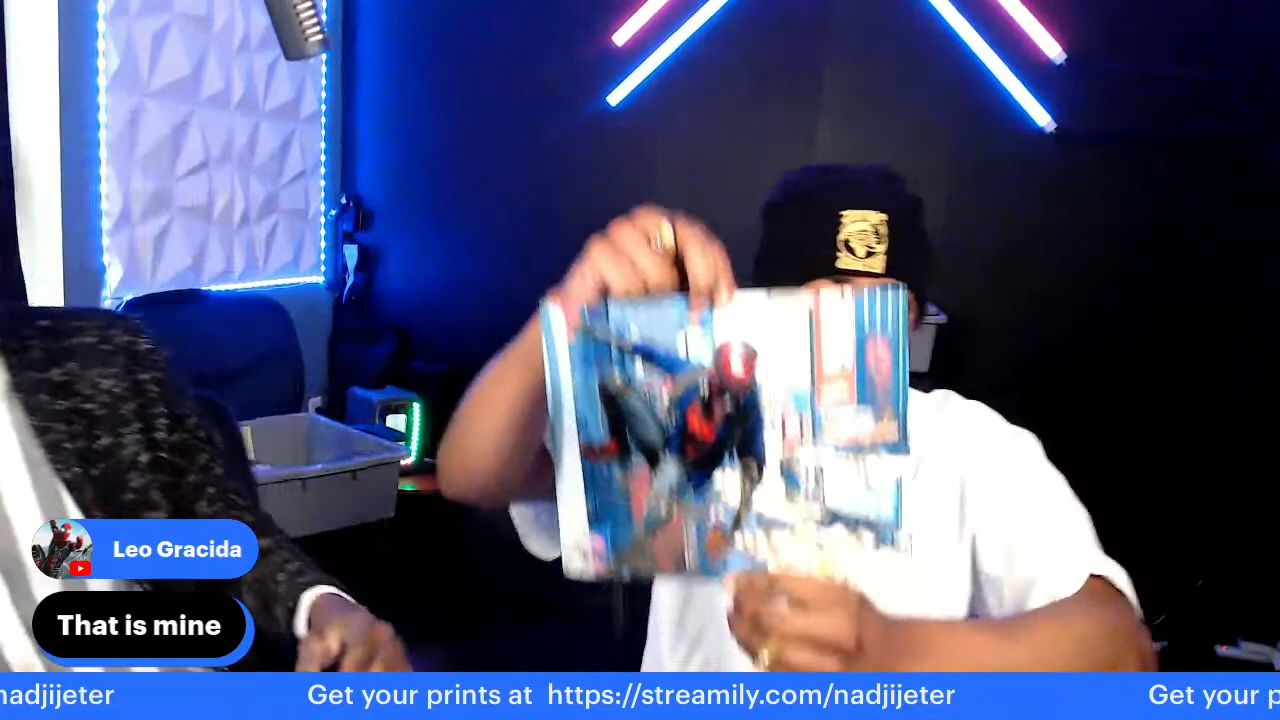 Leo Gracida
That is mine
nadjijeter Get your prints at https://streamily.com/nadjijeter Get your p